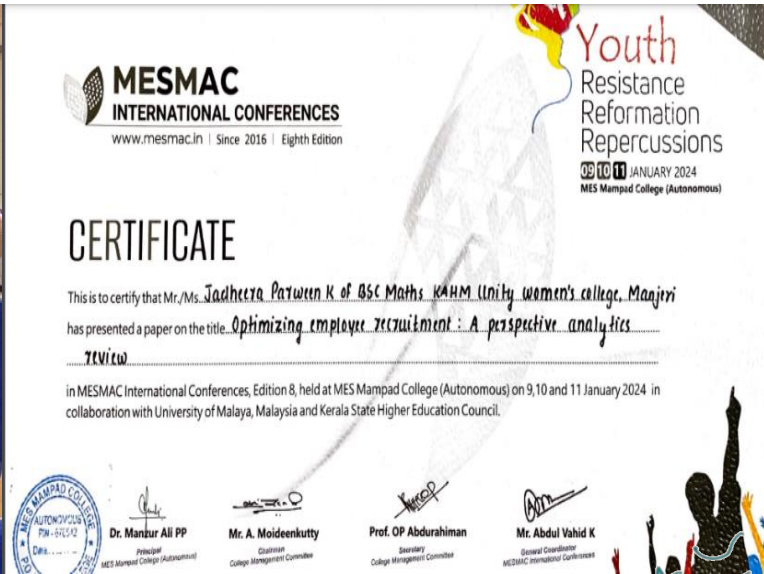 MESMAC
INTERNATIONAL CONFERENCES
www.mesmac.in | Since 2016 | Eighth Edition
Youth
Resistance
Reformation
Repercussions
09 10 11 JANUARY 2024
MES Mampad College (Autonomous)
CERTIFICATE
This is to certify that Mr./Ms. Jadheera Parween K of BSC Maths KAHM Unity women's college, Manjeri
has presented a paper on the title Optimizing employee recruitment : A perspective analytics
review
in MESMAC International Conferences, Edition 8, held at MES Mampad College (Autonomous) on 9,10 and 11 January 2024 in
collaboration with University of Malaya, Malaysia and Kerala State Higher Education Council.
MES MAMPAD COLLEGE
AUTONOMOUS
Date
Dr. Manzur Ali PP
Principal
MES Mampad College (Autonomous)
Mr. A. Moideenkutty
Chairman
College Management Committee
Prof. OP Abdurahiman
Secretary
College Management Committee
Mr. Abdul Vahid K
General Coordinator
MESMAC International Conferences